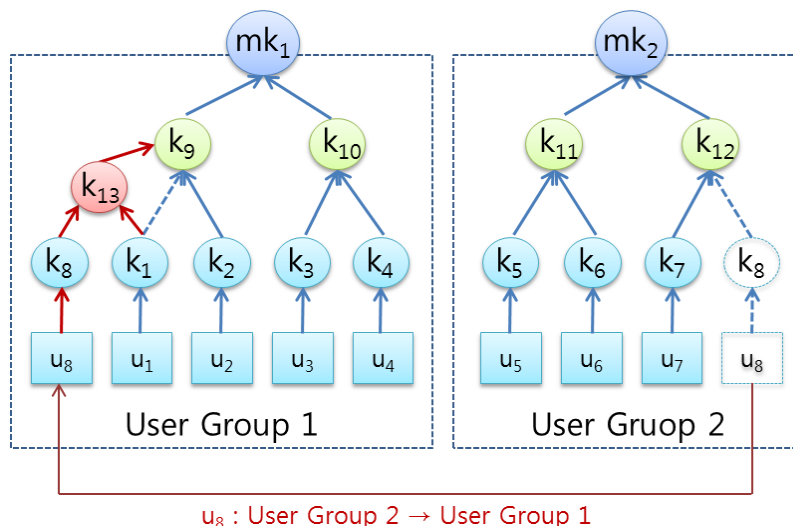 mk₁ mk₂
k₉ k₁₀ k₁₁ k₁₂
k₁₃
k₈ k₁ k₂ k₃ k₄ k₅ k₆ k₇ k₈
u₈ u₁ u₂ u₃ u₄ u₅ u₆ u₇ u₈
User Group 1 User Gruop 2
u₈ : User Group 2 → User Group 1